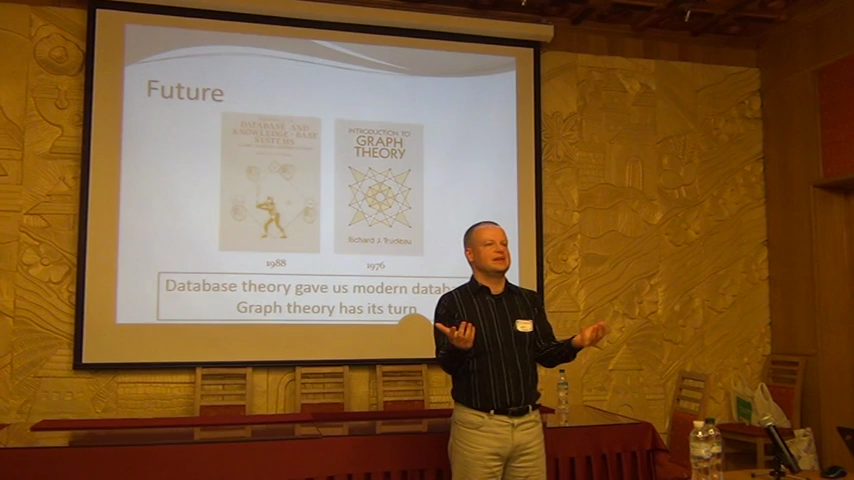 Future
DATABASE AND
KNOWLEDGE-BASE
SYSTEMS
INTRODUCTION TO
GRAPH
THEORY
Richard J. Trudeau
1988
1976
Database theory gave us modern datab
Graph theory has its turn